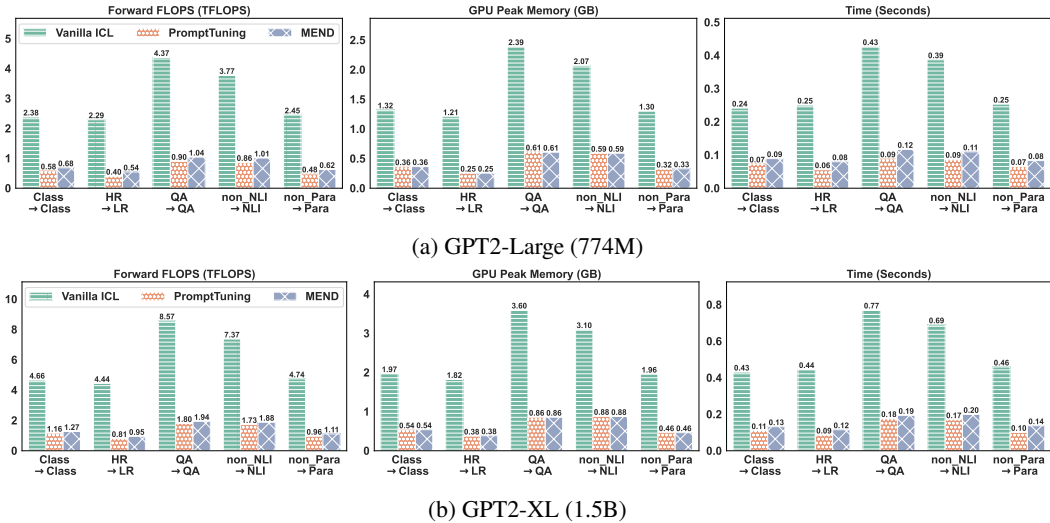 Forward FLOPS (TFLOPS)
Vanilla ICL PromptTuning MEND
5
4
3
2
1
0
2.38 0.58 0.68
2.29 0.40 0.54
4.37 0.90 1.04
3.77 0.86 1.01
2.45 0.48 0.62
Class → Class
HR → LR
QA → QA
non_NLI → NLI
non_Para → Para
GPU Peak Memory (GB)
2.5
2.0
1.5
1.0
0.5
0.0
1.32 0.36 0.36
1.21 0.25 0.25
2.39 0.61 0.61
2.07 0.59 0.59
1.30 0.32 0.33
Class → Class
HR → LR
QA → QA
non_NLI → NLI
non_Para → Para
Time (Seconds)
0.5
0.4
0.3
0.2
0.1
0.0
0.24 0.07 0.09
0.25 0.06 0.08
0.43 0.09 0.12
0.39 0.09 0.11
0.25 0.07 0.08
Class → Class
HR → LR
QA → QA
non_NLI → NLI
non_Para → Para
(a) GPT2-Large (774M)
Forward FLOPS (TFLOPS)
Vanilla ICL PromptTuning MEND
10
8
6
4
2
0
4.66 1.16 1.27
4.44 0.81 0.95
8.57 1.80 1.94
7.37 1.73 1.88
4.74 0.96 1.11
Class → Class
HR → LR
QA → QA
non_NLI → NLI
non_Para → Para
GPU Peak Memory (GB)
4
3
2
1
0
1.97 0.54 0.54
1.82 0.38 0.38
3.60 0.86 0.86
3.10 0.88 0.88
1.96 0.46 0.46
Class → Class
HR → LR
QA → QA
non_NLI → NLI
non_Para → Para
Time (Seconds)
0.8
0.6
0.4
0.2
0.0
0.43 0.11 0.13
0.44 0.09 0.12
0.77 0.18 0.19
0.69 0.17 0.20
0.46 0.10 0.14
Class → Class
HR → LR
QA → QA
non_NLI → NLI
non_Para → Para
(b) GPT2-XL (1.5B)